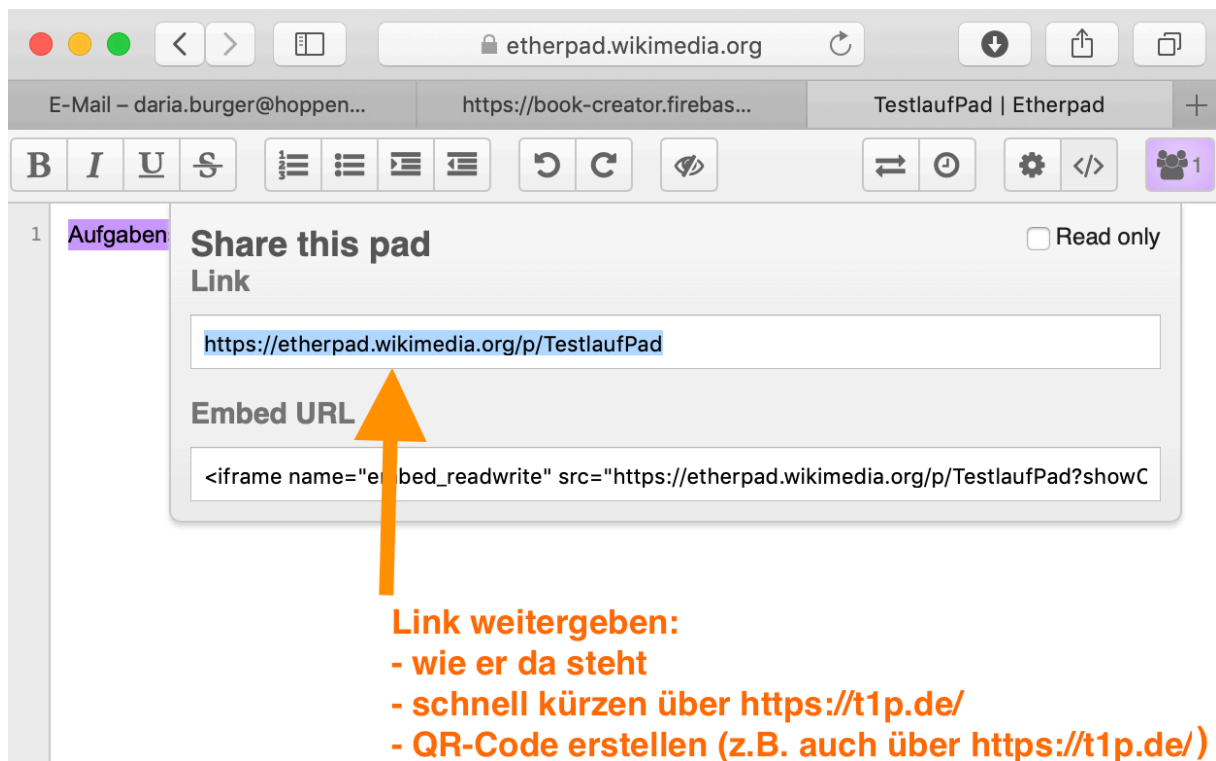 etherpad.wikimedia.org
E-Mail – daria.burger@hoppen... https://book-creator.firebas... TestlaufPad | Etherpad
B I U S 1
1 Aufgaben
Share this pad Read only
Link
https://etherpad.wikimedia.org/p/TestlaufPad
Embed URL
<iframe name="embed_readwrite" src="https://etherpad.wikimedia.org/p/TestlaufPad?showC
Link weitergeben:
- wie er da steht
- schnell kürzen über https://t1p.de/
- QR-Code erstellen (z.B. auch über https://t1p.de/)